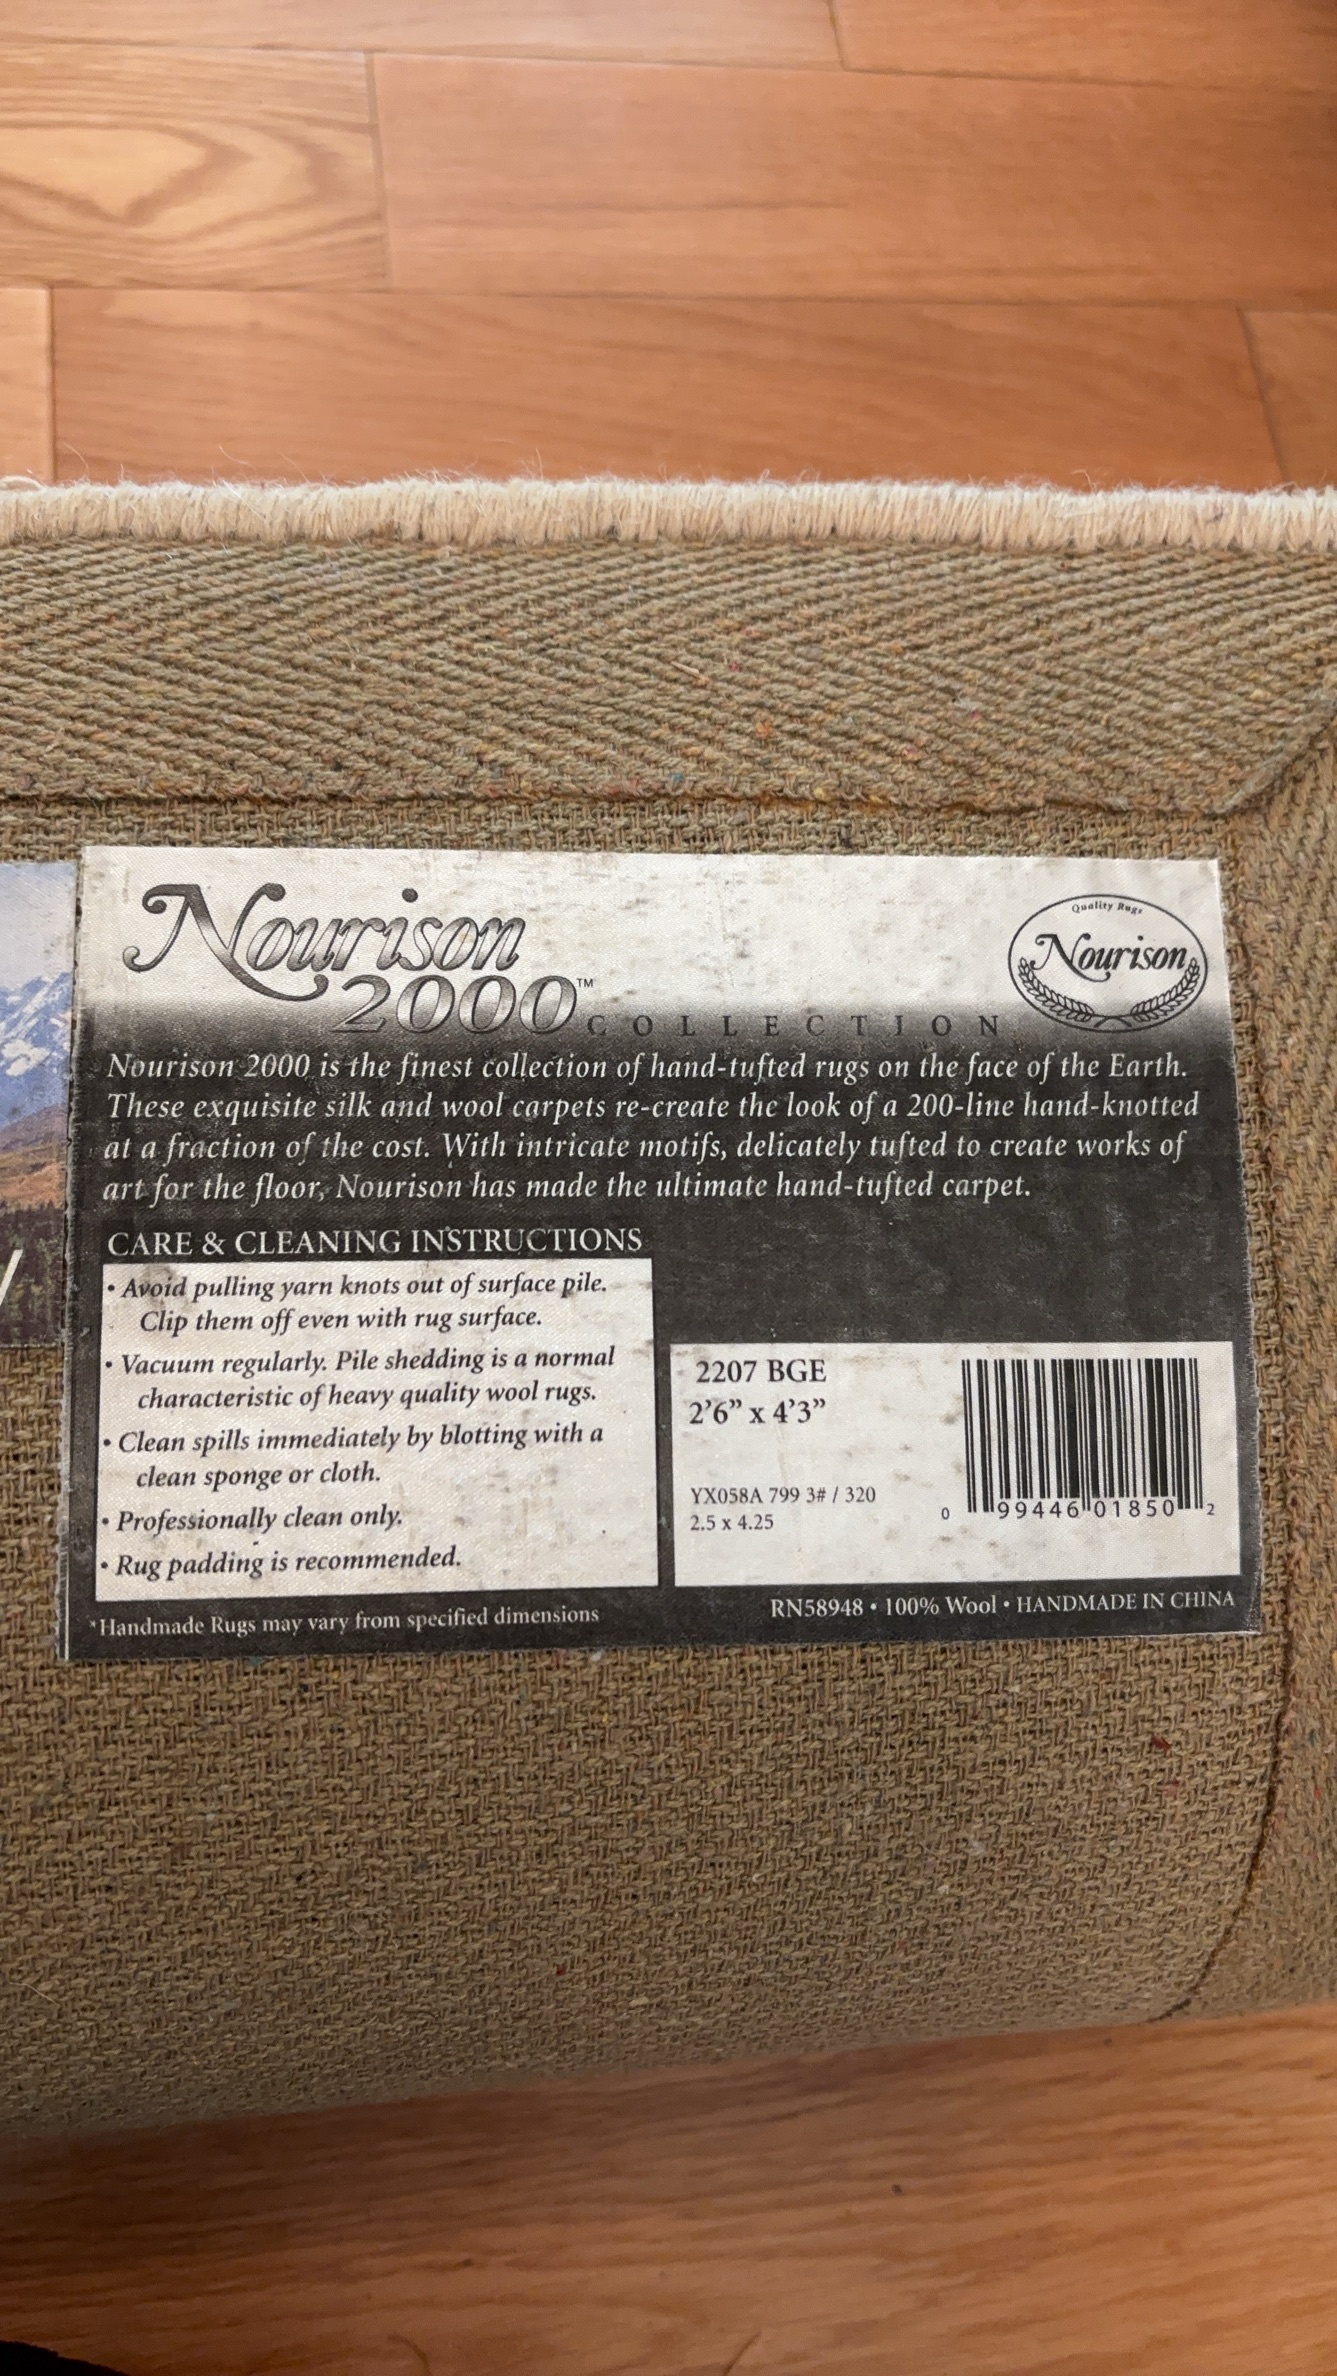 Nourison
2000™ COLLECTION
Quality Rugs
Nourison
Nourison 2000 is the finest collection of hand-tufted rugs on the face of the Earth.
These exquisite silk and wool carpets re-create the look of a 200-line hand-knotted
at a fraction of the cost. With intricate motifs, delicately tufted to create works of
art for the floor, Nourison has made the ultimate hand-tufted carpet.
CARE & CLEANING INSTRUCTIONS
• Avoid pulling yarn knots out of surface pile.
Clip them off even with rug surface.
• Vacuum regularly. Pile shedding is a normal
characteristic of heavy quality wool rugs.
• Clean spills immediately by blotting with a
clean sponge or cloth.
• Professionally clean only.
• Rug padding is recommended.
*Handmade Rugs may vary from specified dimensions
2207 BGE
2'6" x 4'3"
YX058A 799 3# / 320
2.5 x 4.25
0 99446 01850 2
RN58948 • 100% Wool • HANDMADE IN CHINA